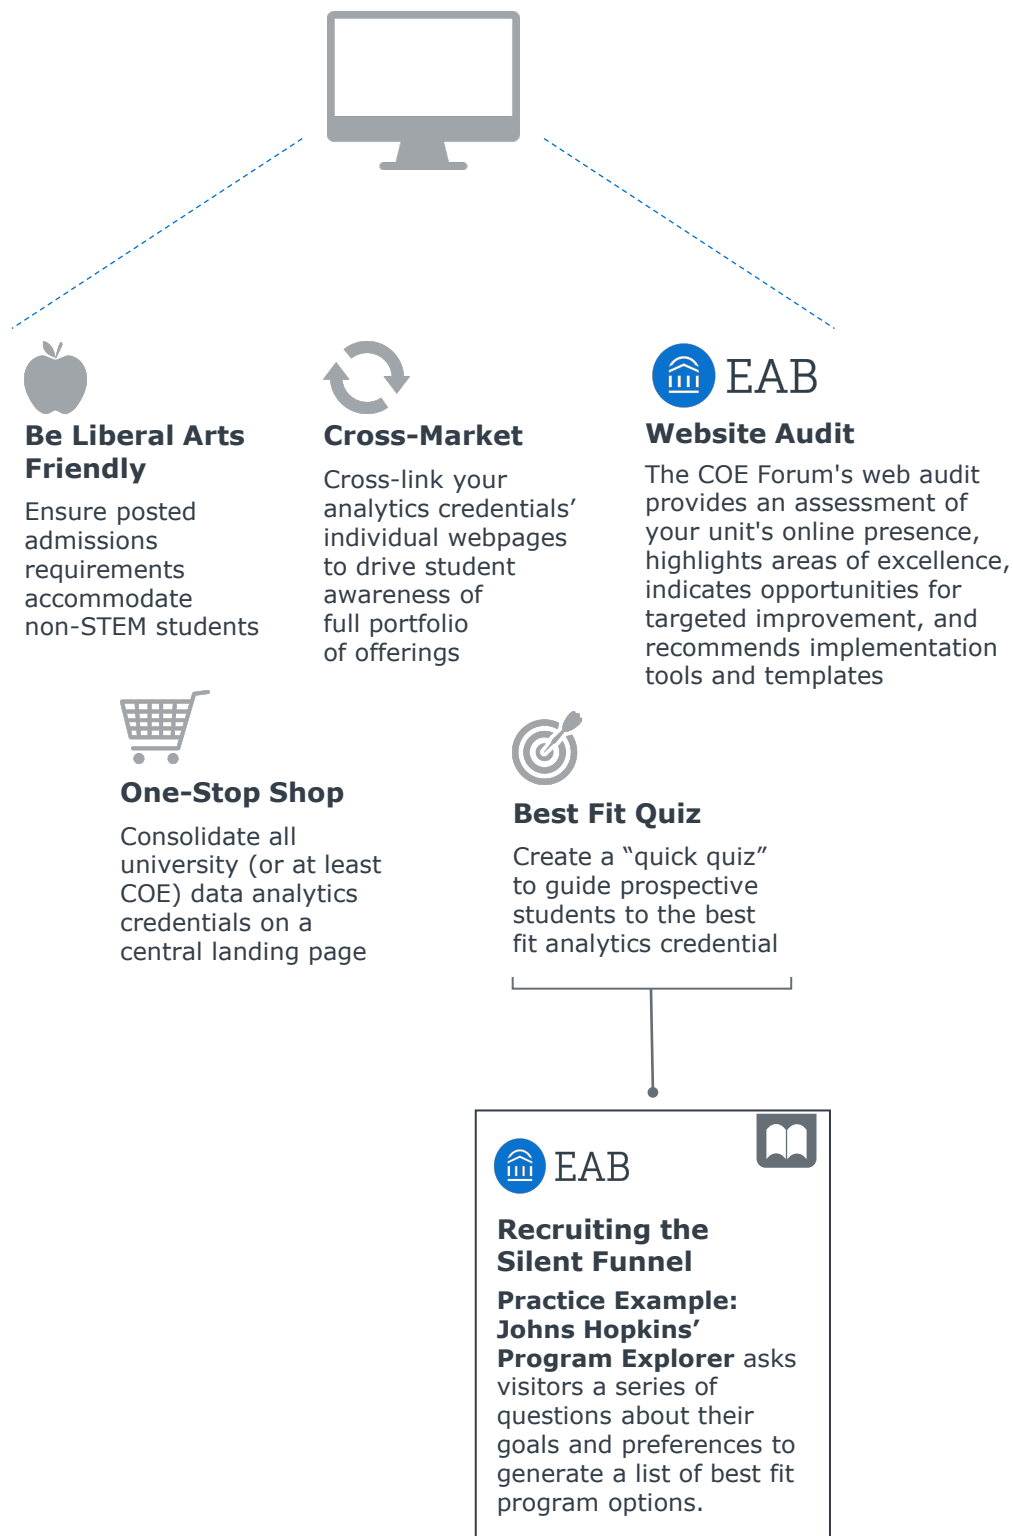 Be Liberal Arts
Friendly
Ensure posted
admissions
requirements
accommodate
non-STEM students
Cross-Market
Cross-link your
analytics credentials’
individual webpages
to drive student
awareness of
full portfolio
of offerings
EAB
Website Audit
The COE Forum's web audit
provides an assessment of
your unit's online presence,
highlights areas of excellence,
indicates opportunities for
targeted improvement, and
recommends implementation
tools and templates
One-Stop Shop
Consolidate all
university (or at least
COE) data analytics
credentials on a
central landing page
Best Fit Quiz
Create a “quick quiz”
to guide prospective
students to the best
fit analytics credential
EAB
Recruiting the
Silent Funnel
Practice Example:
Johns Hopkins’
Program Explorer asks
visitors a series of
questions about their
goals and preferences to
generate a list of best fit
program options.